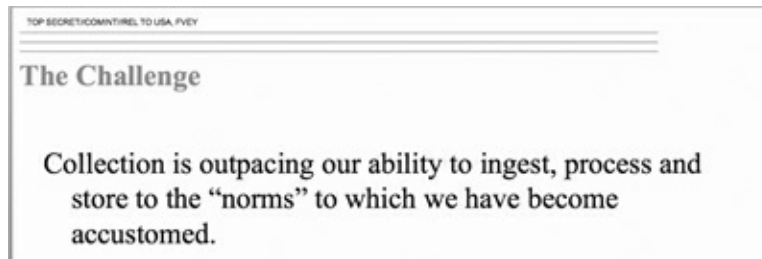 TOP SECRET//COMNT//REL TO USA, FVEY
The Challenge
Collection is outpacing our ability to ingest, process and
store to the “norms” to which we have become
accustomed.